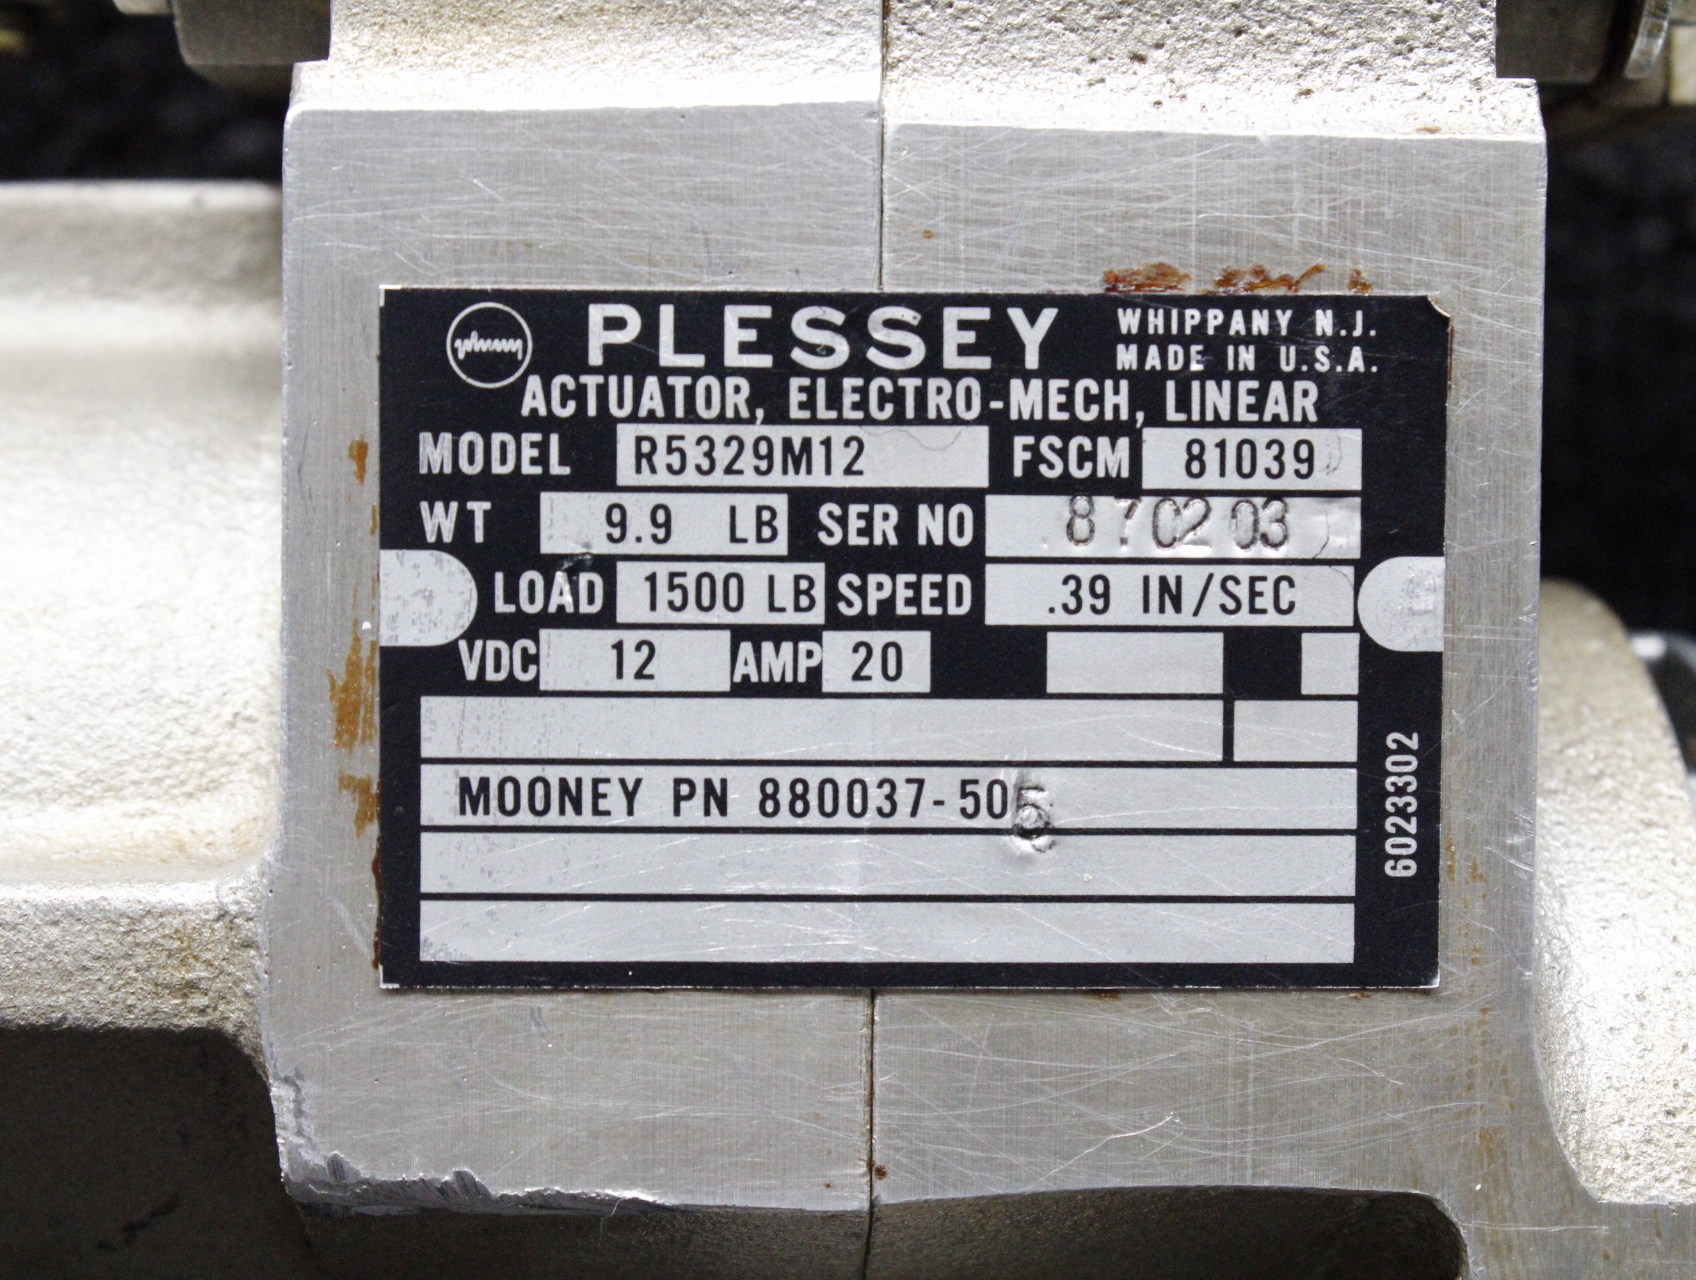 PLESSEY WHIPPANY N.J.
MADE IN U.S.A.
ACTUATOR, ELECTRO-MECH, LINEAR
MODEL R5329M12 FSCM 81039
WT 9.9 LB SER NO 870203
LOAD 1500 LB SPEED .39 IN/SEC
VDC 12 AMP 20
MOONEY PN 880037-505
6023302